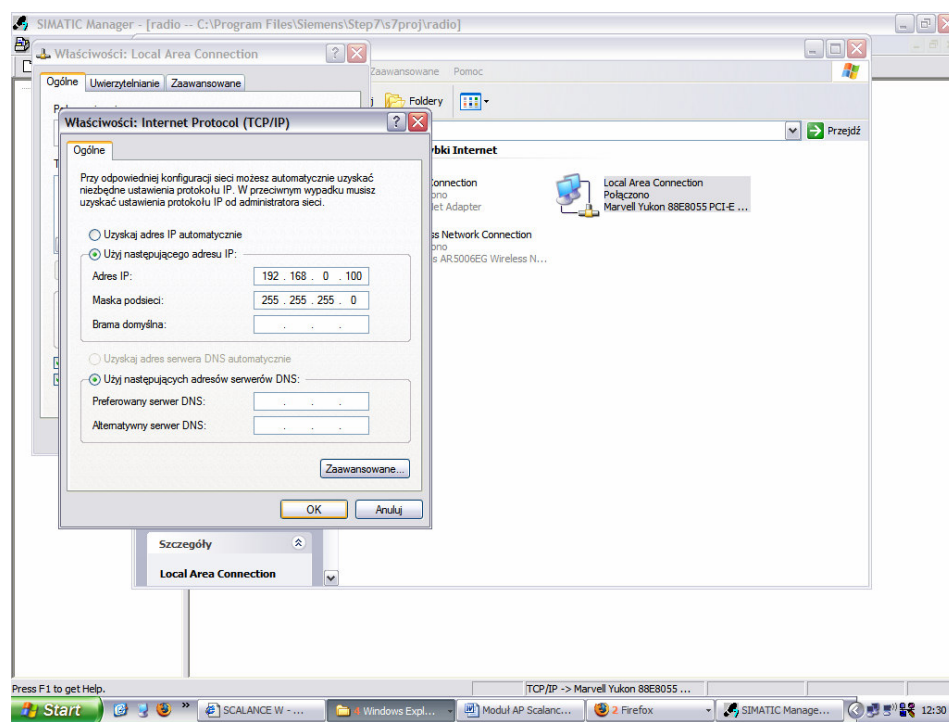 SIMATIC Manager - [radio -- C:\Program Files\Siemens\Step7\s7proj\radio]
Właściwości: Local Area Connection
Zaawansowane Pomoc
Ogólne Uwierzytelnianie Zaawansowane
Foldery
Właściwości: Internet Protocol (TCP/IP)
Przejdź
Ogólne
Internet
Przy odpowiedniej konfiguracji sieci możesz automatycznie uzyskać
niezbędne ustawienia protokołu IP. W przeciwnym wypadku musisz
uzyskać ustawienia protokołu IP od administratora sieci.
Local Area Connection
Połączono
Marvell Yukon 88E8055 PCI-E ...
Adapter
Network Connection
AR5006EG Wireless N...
Uzyskaj adres IP automatycznie
Użyj następującego adresu IP:
Adres IP: 192 . 168 . 0 . 100
Maska podsieci: 255 . 255 . 255 . 0
Brama domyślna: . . .
Uzyskaj adres serwera DNS automatycznie
Użyj następujących adresów serwerów DNS:
Preferowany serwer DNS: . . .
Alternatywny serwer DNS: . . .
Zaawansowane...
OK Anuluj
Szczegóły
Local Area Connection
Press F1 to get Help.
TCP/IP -> Marvell Yukon 88E8055 ...
Start
SCALANCE W - ...
4 Windows Expl...
Moduł AP Scalanc...
2 Firefox
SIMATIC Manage...
12:30